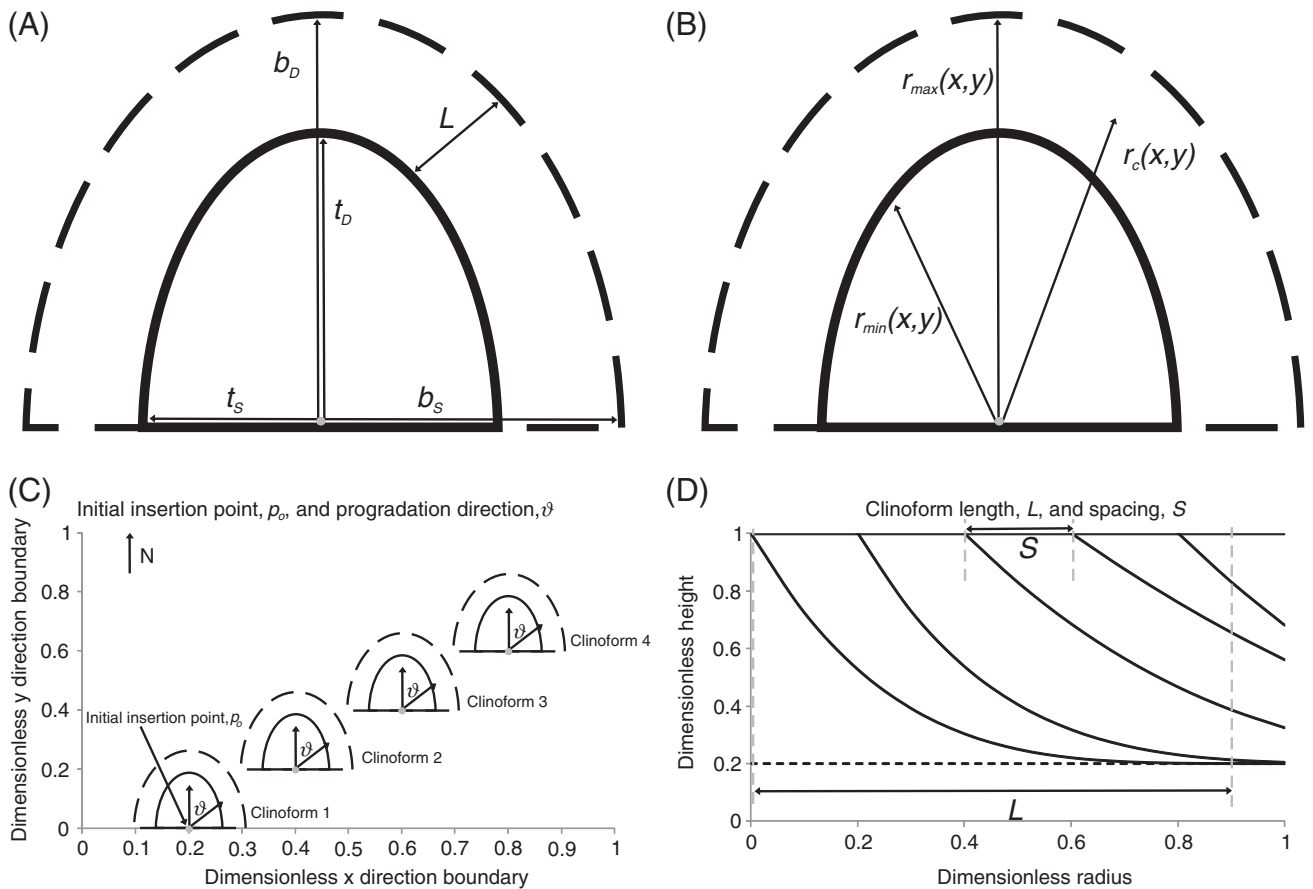 (A)
b_D
L
t_D
t_S
b_S
(B)
r_max(x,y)
r_c(x,y)
r_min(x,y)
(C)
Initial insertion point, p_o, and progradation direction,ϑ
Dimensionless y direction boundary
1
0.8
0.6
0.4
0.2
0
N
ϑ
Clinoform 4
ϑ
Clinoform 3
Initial insertion point,p_o
ϑ
Clinoform 2
ϑ
Clinoform 1
0 0.1 0.2 0.3 0.4 0.5 0.6 0.7 0.8 0.9 1
Dimensionless x direction boundary
(D)
Clinoform length, L, and spacing, S
Dimensionless height
1
0.8
0.6
0.4
0.2
0
S
L
0 0.2 0.4 0.6 0.8 1
Dimensionless radius